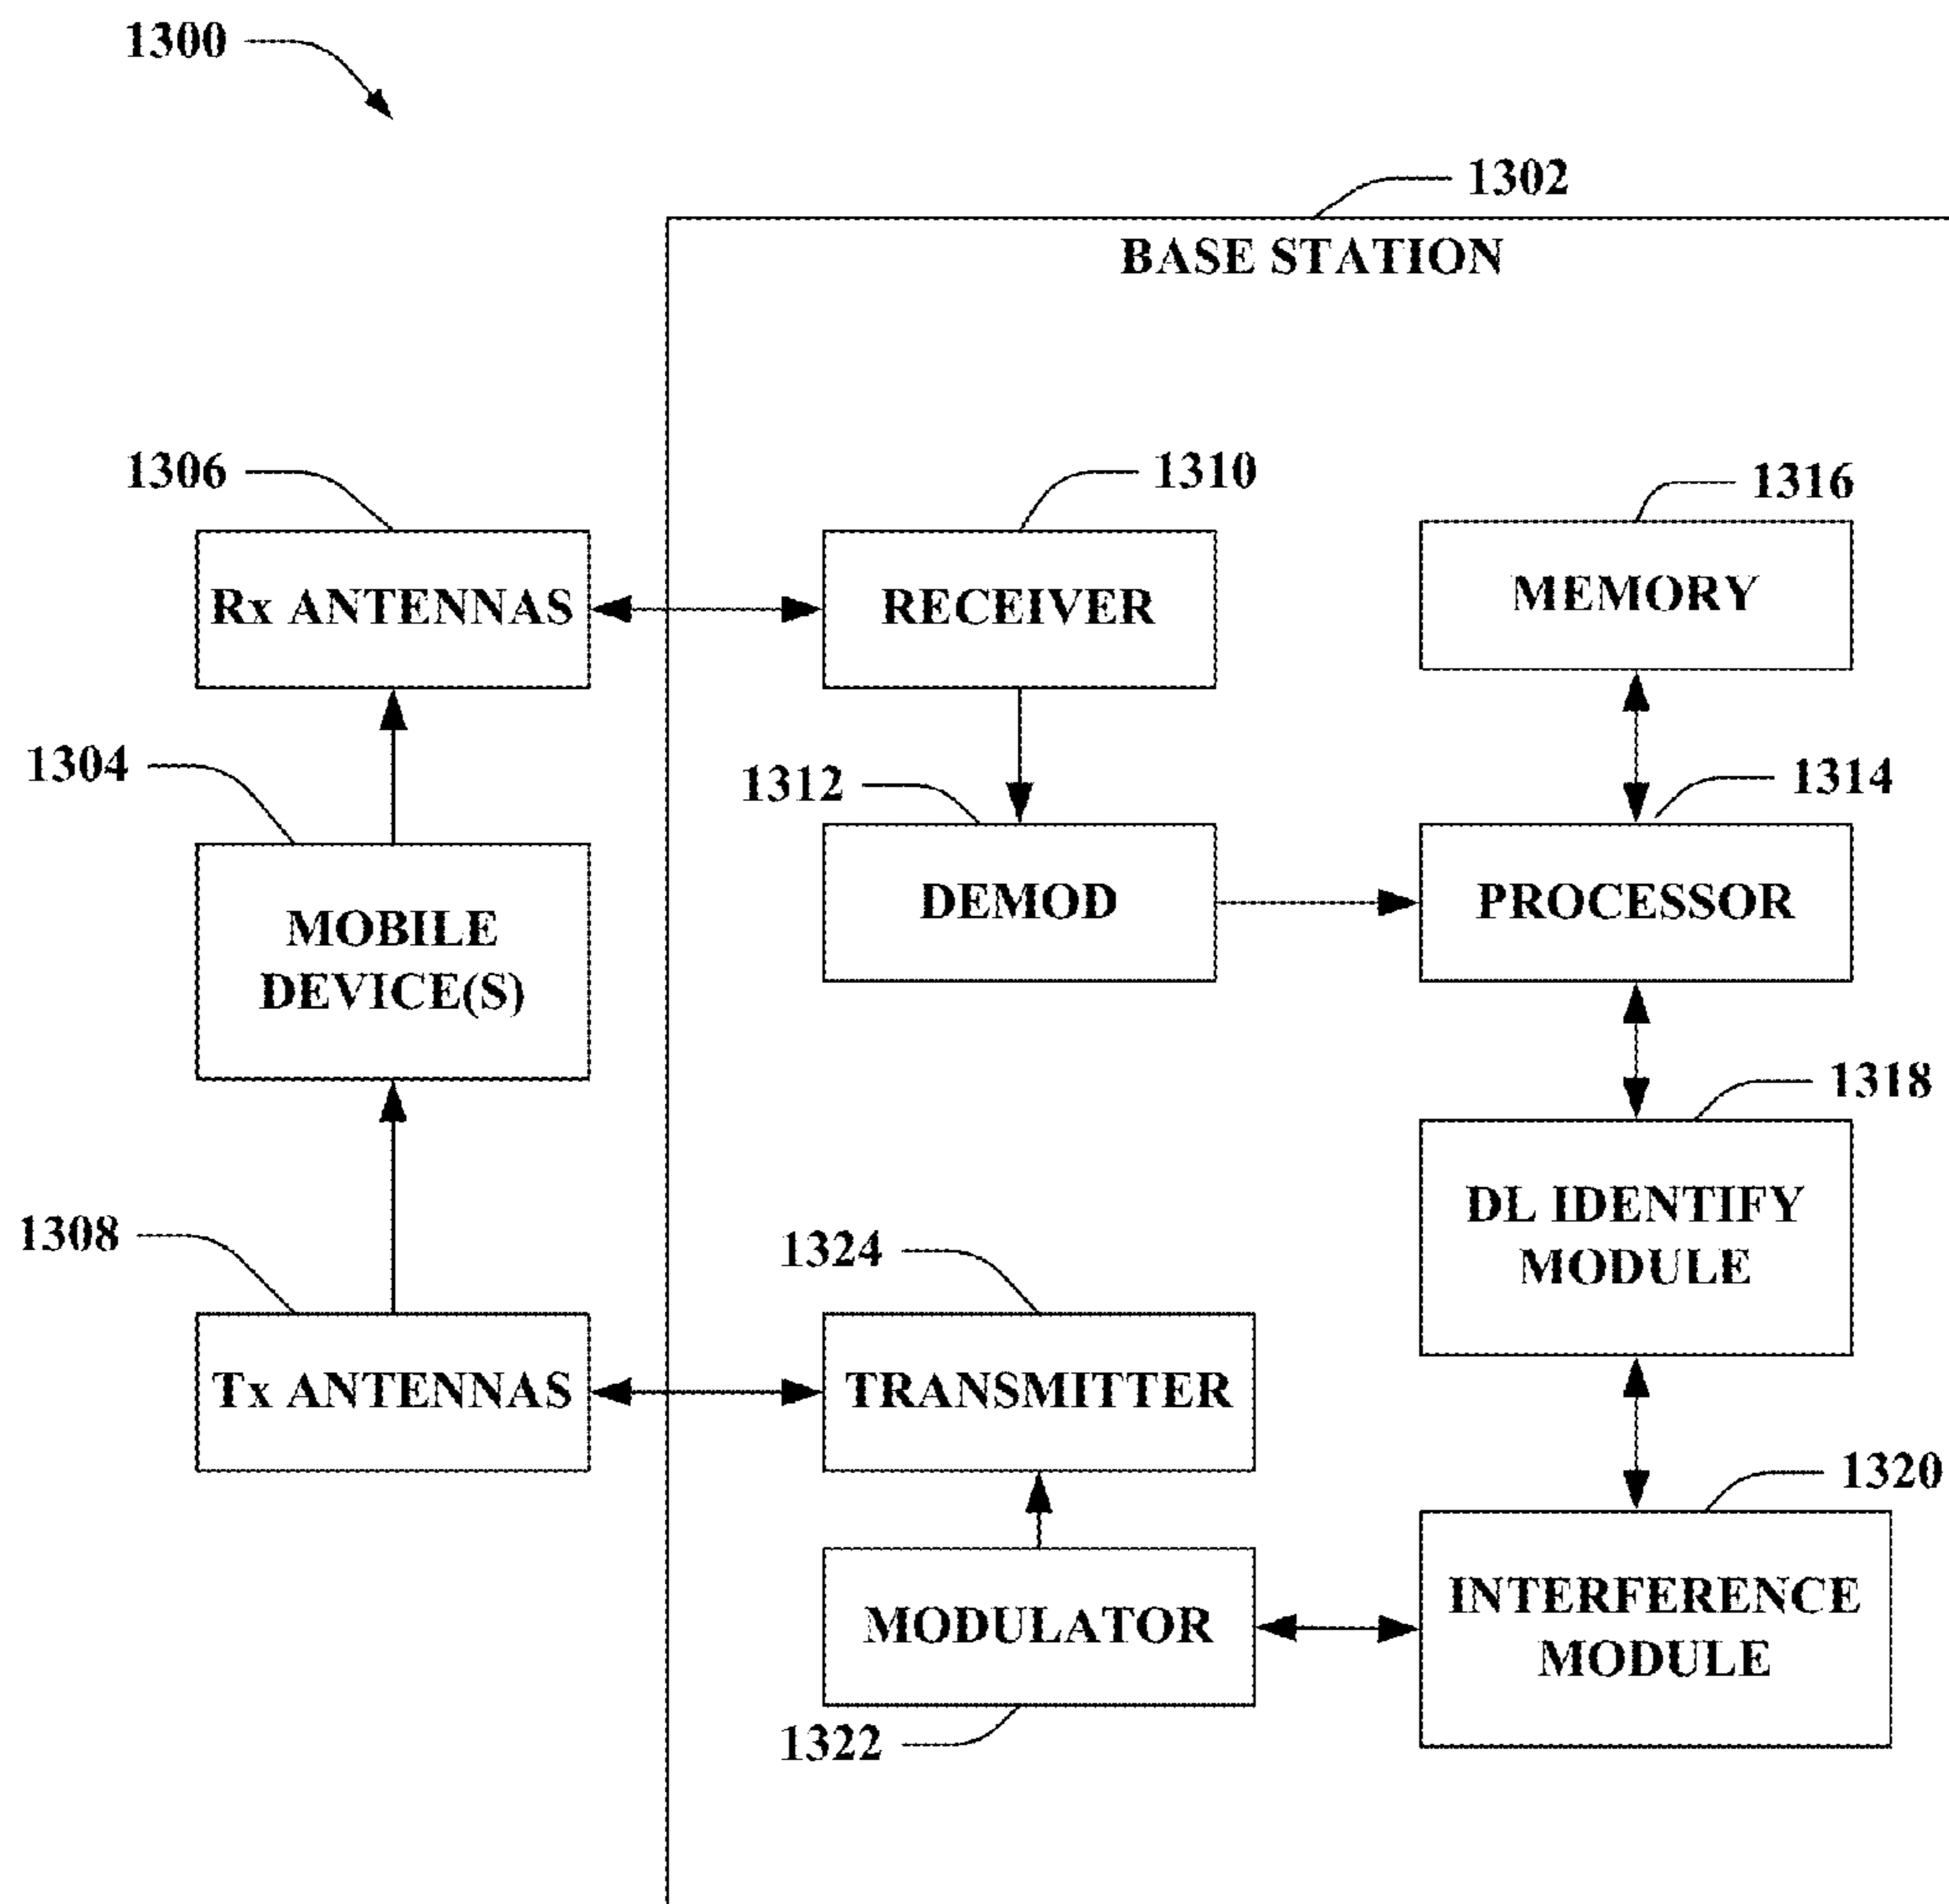 1300
1302
BASE STATION
1306
1310
1316
Rx ANTENNAS
RECEIVER
MEMORY
1304
1312
1314
MOBILE
DEVICE(S)
DEMOD
PROCESSOR
1318
1308
1324
DL IDENTIFY
MODULE
Tx ANTENNAS
TRANSMITTER
1320
MODULATOR
INTERFERENCE
MODULE
1322